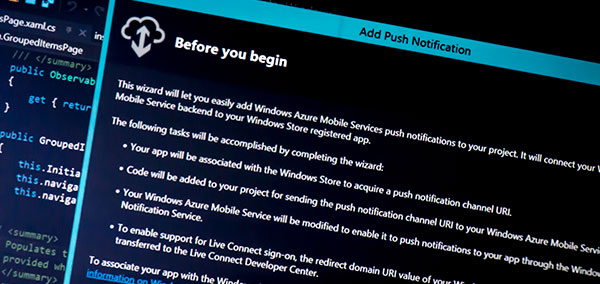 sPage.xaml.cs
.GroupedItemsPage
/// </summary>
public Observab
{
get { retur
}
public GroupedI
{
this.Initia
this.naviga
this.naviga
<summary>
Populates t
provided wh
</summary>
Add Push Notification
Before you begin
This wizard will let you easily add Windows Azure Mobile Services push notifications to your project. It will connect your W
Mobile Service backend to your Windows Store registered app.
The following tasks will be accomplished by completing the wizard:
• Your app will be associated with the Windows Store to acquire a push notification channel URI.
• Code will be added to your project for sending the push notification channel URI to your Windows Azure Mobile Servi
• Your Windows Azure Mobile Service will be modified to enable it to push notifications to your app through the Windo
Notification Service.
• To enable support for Live Connect sign-on, the redirect domain URI value of your W
transferred to the Live Connect Developer Center.
To associate your app with the Window
information on Wind